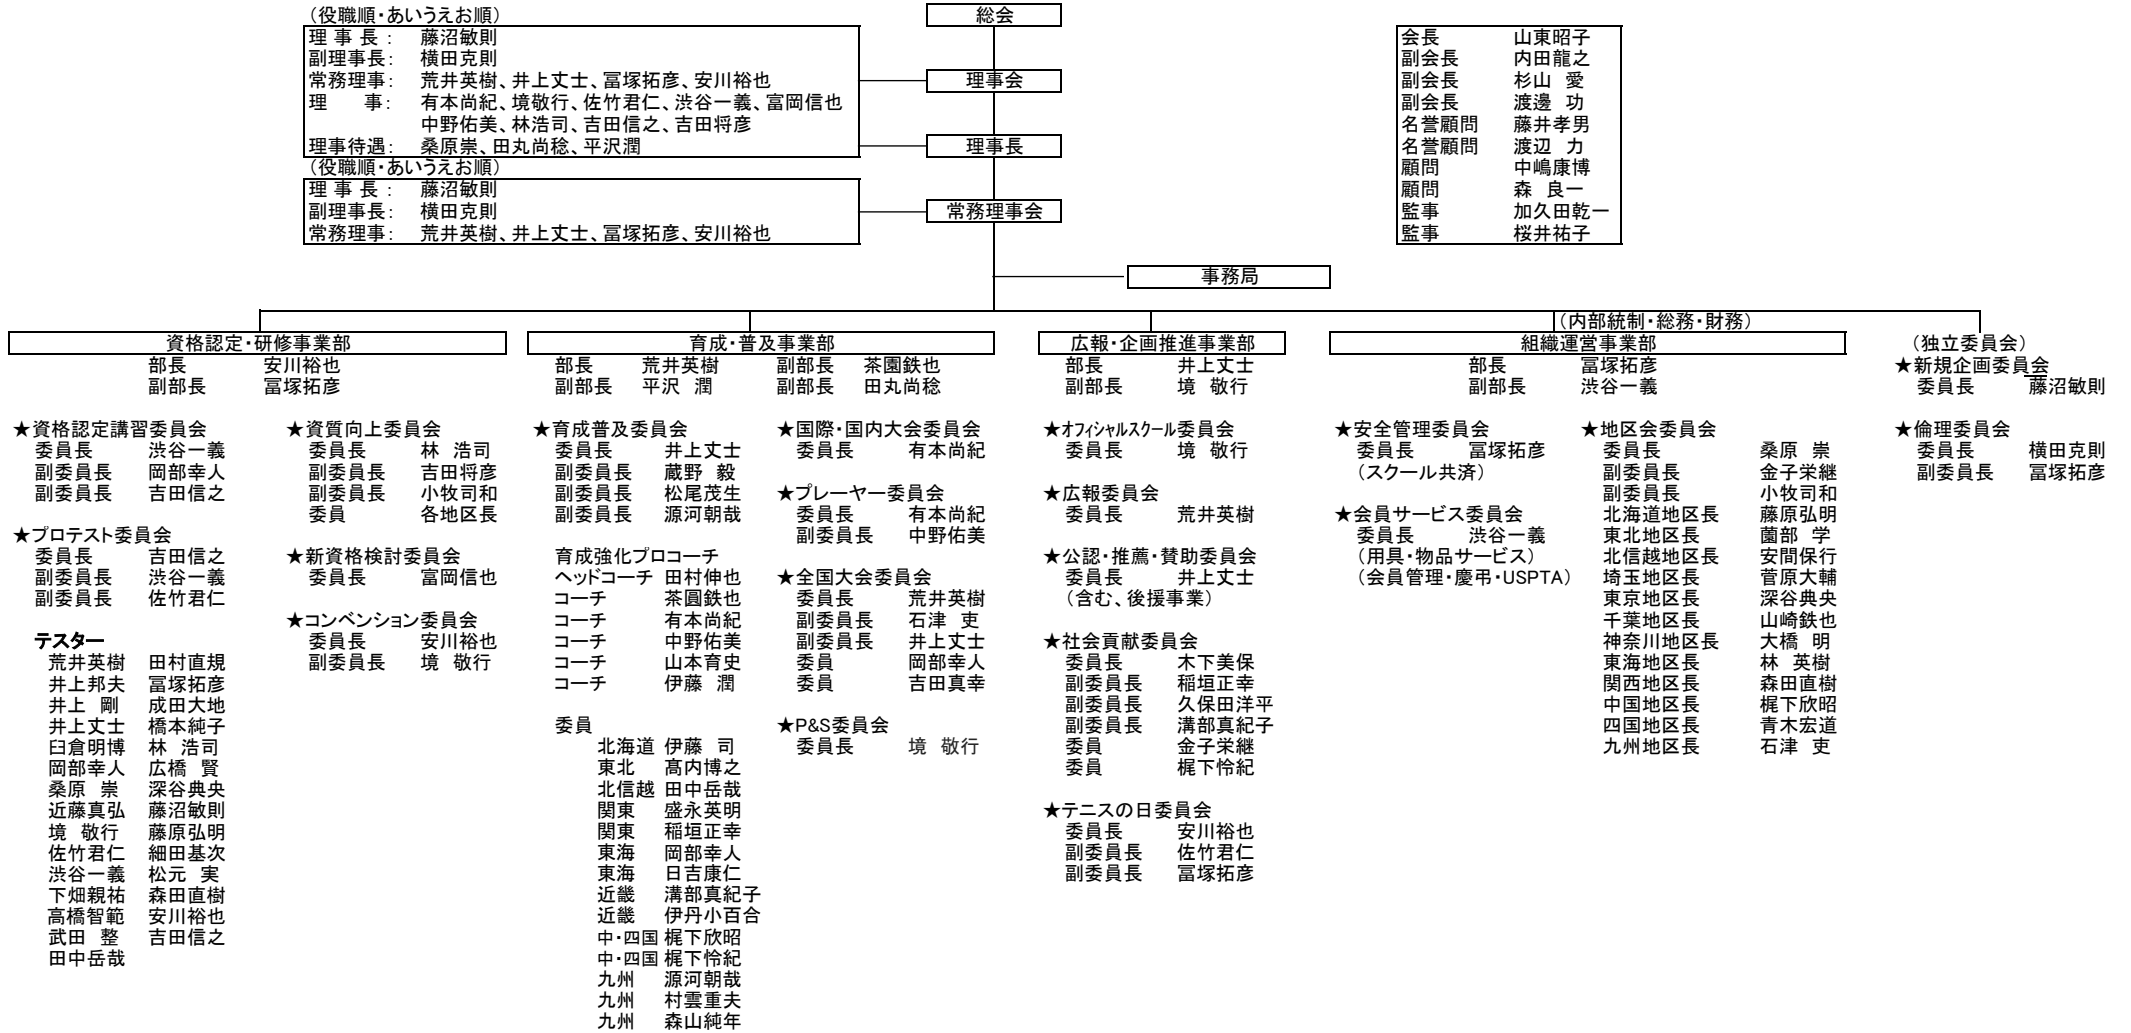 (役職順・あいうえお順)
理 事 長： 藤沼敏則
副理事長： 横田克則
常務理事： 荒井英樹、井上丈士、冨塚拓彦、安川裕也
理　　事： 有本尚紀、境敬行、佐竹君仁、渋谷一義、富岡信也
中野佑美、林浩司、吉田信之、吉田将彦
理事待遇： 桑原崇、田丸尚稔、平沢潤
(役職順・あいうえお順)
理 事 長： 藤沼敏則
副理事長： 横田克則
常務理事： 荒井英樹、井上丈士、冨塚拓彦、安川裕也
総会
理事会
理事長
常務理事会
事務局
会長 山東昭子
副会長 内田龍之
副会長 杉山 愛
副会長 渡邊 功
名誉顧問 藤井孝男
名誉顧問 渡辺 力
顧問 中嶋康博
顧問 森 良一
監事 加久田乾一
監事 桜井祐子
資格認定・研修事業部
部長 安川裕也
副部長 冨塚拓彦
★資格認定講習委員会
委員長 渋谷一義
副委員長 岡部幸人
副委員長 吉田信之
★プロテスト委員会
委員長 吉田信之
副委員長 渋谷一義
副委員長 佐竹君仁
テスター
荒井英樹 田村直規
井上邦夫 冨塚拓彦
井上 剛 成田大地
井上丈士 橋本純子
臼倉明博 林 浩司
岡部幸人 広橋 賢
桑原 崇 深谷典央
近藤真弘 藤沼敏則
境 敬行 藤原弘明
佐竹君仁 細田基次
渋谷一義 松元 実
下畑親祐 森田直樹
高橋智範 安川裕也
武田 整 吉田信之
田中岳哉
★資質向上委員会
委員長 林 浩司
副委員長 吉田将彦
副委員長 小牧司和
委員 各地区長
★新資格検討委員会
委員長 富岡信也
★コンベンション委員会
委員長 安川裕也
副委員長 境 敬行
育成・普及事業部
部長 荒井英樹 副部長 茶園鉄也
副部長 平沢 潤 副部長 田丸尚稔
★育成普及委員会
委員長 井上丈士
副委員長 蔵野 毅
副委員長 松尾茂生
副委員長 源河朝哉
育成強化プロコーチ
ヘッドコーチ 田村伸也
コーチ 茶圓鉄也
コーチ 有本尚紀
コーチ 中野佑美
コーチ 山本育史
コーチ 伊藤 潤
委員
北海道 伊藤 司
東北 髙内博之
北信越 田中岳哉
関東 盛永英明
関東 稲垣正幸
東海 岡部幸人
東海 日吉康仁
近畿 溝部真紀子
近畿 伊丹小百合
中・四国 梶下欣昭
中・四国 梶下怜紀
九州 源河朝哉
九州 村雲重夫
九州 森山純年
★国際・国内大会委員会
委員長 有本尚紀
★プレーヤー委員会
委員長 有本尚紀
副委員長 中野佑美
★全国大会委員会
委員長 荒井英樹
副委員長 石津 吏
副委員長 井上丈士
委員 岡部幸人
委員 吉田真幸
★P&S委員会
委員長 境 敬行
広報・企画推進事業部
部長 井上丈士
副部長 境 敬行
★オフィシャルスクール委員会
委員長 境 敬行
★広報委員会
委員長 荒井英樹
★公認・推薦・賛助委員会
委員長 井上丈士
(含む、後援事業)
★社会貢献委員会
委員長 木下美保
副委員長 稲垣正幸
副委員長 久保田洋平
副委員長 溝部真紀子
委員 金子栄継
委員 梶下怜紀
★テニスの日委員会
委員長 安川裕也
副委員長 佐竹君仁
副委員長 冨塚拓彦
(内部統制・総務・財務)
組織運営事業部
部長 冨塚拓彦
副部長 渋谷一義
★安全管理委員会
委員長 冨塚拓彦
(スクール共済)
★会員サービス委員会
委員長 渋谷一義
(用具・物品サービス)
(会員管理・慶弔・USPTA)
★地区会委員会
委員長 桑原 崇
副委員長 金子栄継
副委員長 小牧司和
北海道地区長 藤原弘明
東北地区長 薗部 学
北信越地区長 安間保行
埼玉地区長 菅原大輔
東京地区長 深谷典央
千葉地区長 山崎鉄也
神奈川地区長 大橋 明
東海地区長 林 英樹
関西地区長 森田直樹
中国地区長 梶下欣昭
四国地区長 青木宏道
九州地区長 石津 吏
(独立委員会)
★新規企画委員会
委員長 藤沼敏則
★倫理委員会
委員長 横田克則
副委員長 冨塚拓彦